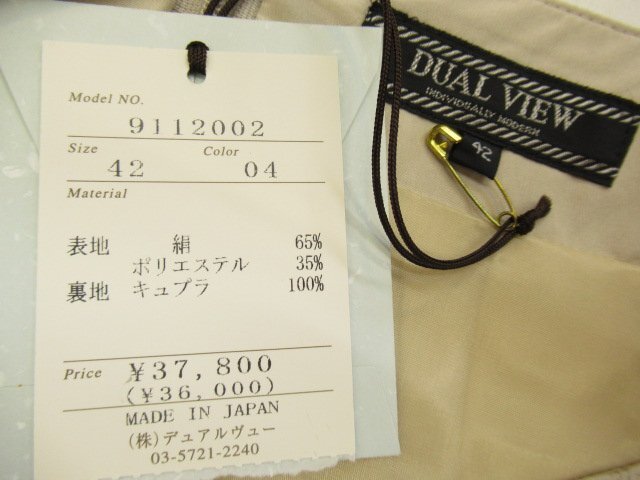 Model NO.
9112002
Size Color
42 04
Material
表地 絹 65%
ポリエステル 35%
裏地 キュプラ 100%
Price ¥37,800
(¥36,000)
MADE IN JAPAN
(株)デュアルヴュー
03-5721-2240
DUAL VIEW
INDIVIDUALLY MODERN
42